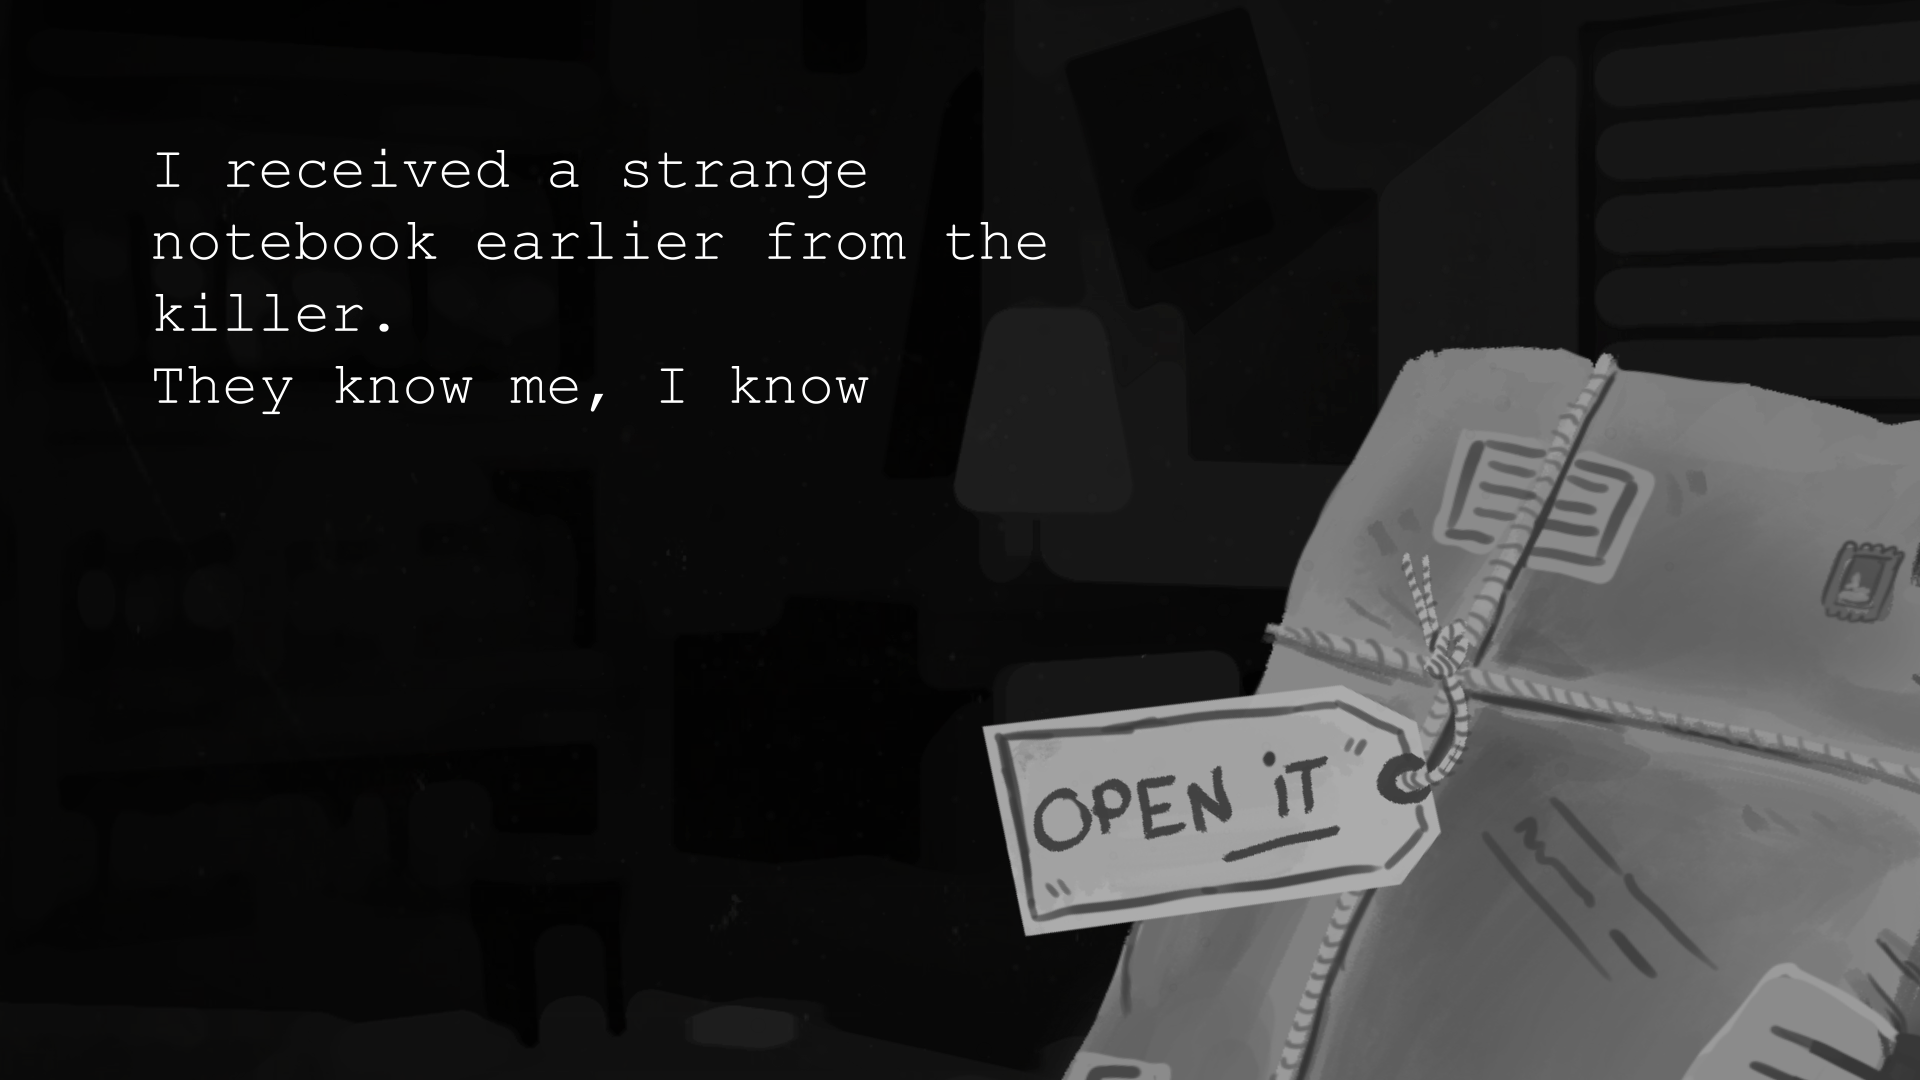 I received a strange
notebook earlier from the
killer.
They know me, I know
OPEN iT